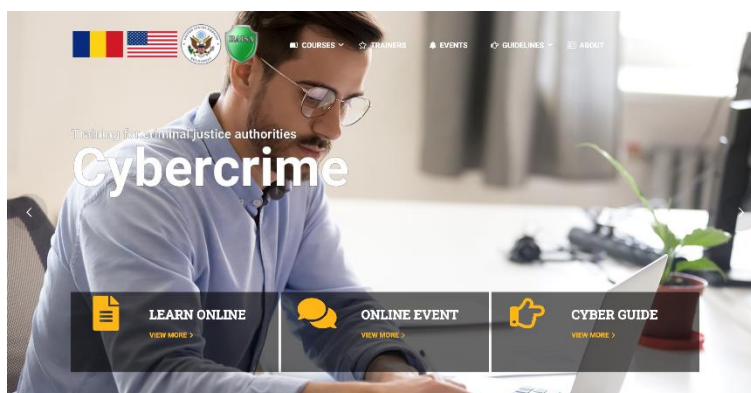 COURSES
TRAINERS
EVENTS
GUIDELINES
ABOUT
Training for criminal justice authorities
Cybercrime
LEARN ONLINE
VIEW MORE >
ONLINE EVENT
VIEW MORE >
CYBER GUIDE
VIEW MORE >